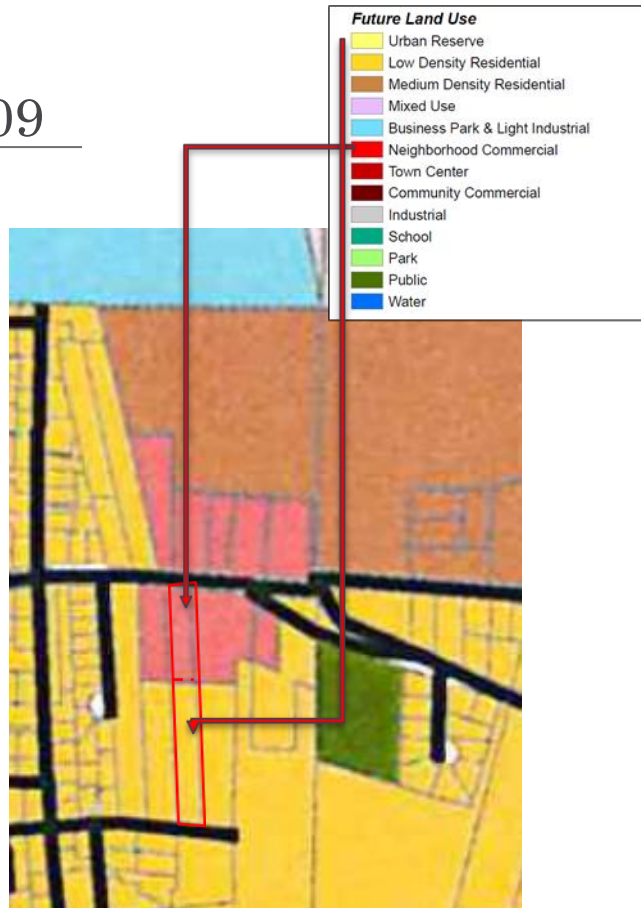 Future Land Use
Urban Reserve
Low Density Residential
Medium Density Residential
Mixed Use
Business Park & Light Industrial
Neighborhood Commercial
Town Center
Community Commercial
Industrial
School
Park
Public
Water
09